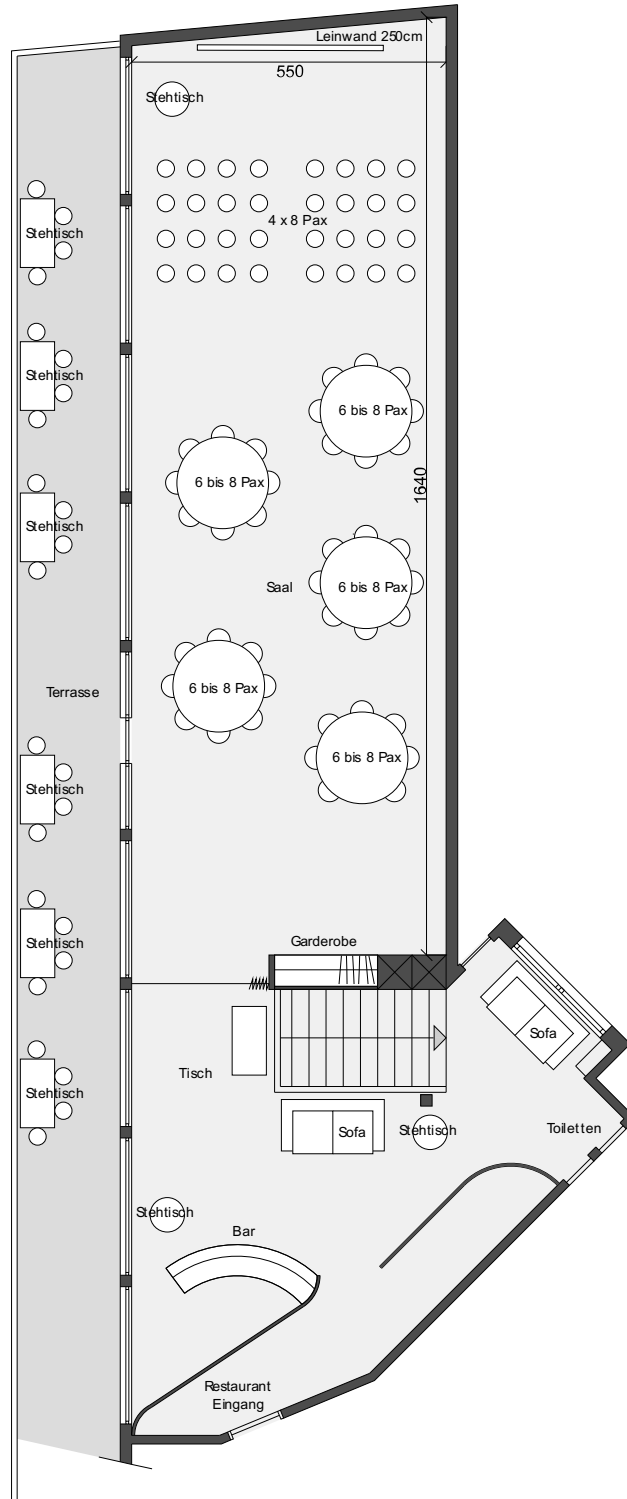 Leinwand 250cm
550
Stehtisch
4 x 8 Pax
Stehtisch
Stehtisch
6 bis 8 Pax
1640
6 bis 8 Pax
Stehtisch
Saal
6 bis 8 Pax
6 bis 8 Pax
Terrasse
6 bis 8 Pax
Stehtisch
Garderobe
Stehtisch
Sofa
Tisch
Stehtisch
Sofa
Stehtisch
Toiletten
Stehtisch
Bar
Restaurant
Eingang